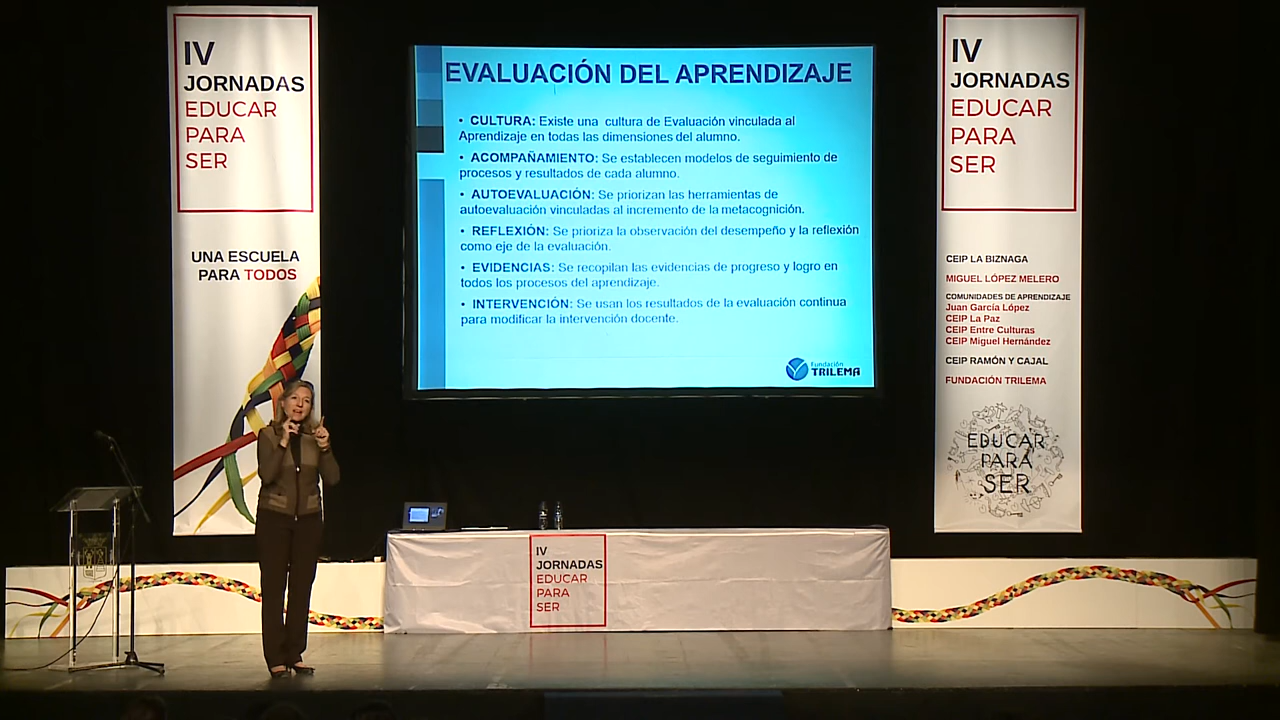 IV
JORNADAS
EDUCAR
PARA
SER
UNA ESCUELA
PARA TODOS
EVALUACIÓN DEL APRENDIZAJE
• CULTURA: Existe una cultura de Evaluación vinculada al
Aprendizaje en todas las dimensiones del alumno.
• ACOMPAÑAMIENTO: Se establecen modelos de seguimiento de
procesos y resultados de cada alumno.
• AUTOEVALUACIÓN: Se priorizan las herramientas de
autoevaluación vinculadas al incremento de la metacognición.
• REFLEXIÓN: Se prioriza la observación del desempeño y la reflexión
como eje de la evaluación.
• EVIDENCIAS: Se recopilan las evidencias de progreso y logro en
todos los procesos del aprendizaje.
• INTERVENCIÓN: Se usan los resultados de la evaluación continua
para modificar la intervención docente.
Fundación
TRILEMA
IV
JORNADAS
EDUCAR
PARA
SER
CEIP LA BIZNAGA
MIGUEL LÓPEZ MELERO
COMUNIDADES DE APRENDIZAJE
Juan García López
CEIP La Paz
CEIP Entre Culturas
CEIP Miguel Hernández
CEIP RAMÓN Y CAJAL
FUNDACIÓN TRILEMA
EDUCAR
PARA
SER
IV
JORNADAS
EDUCAR
PARA
SER